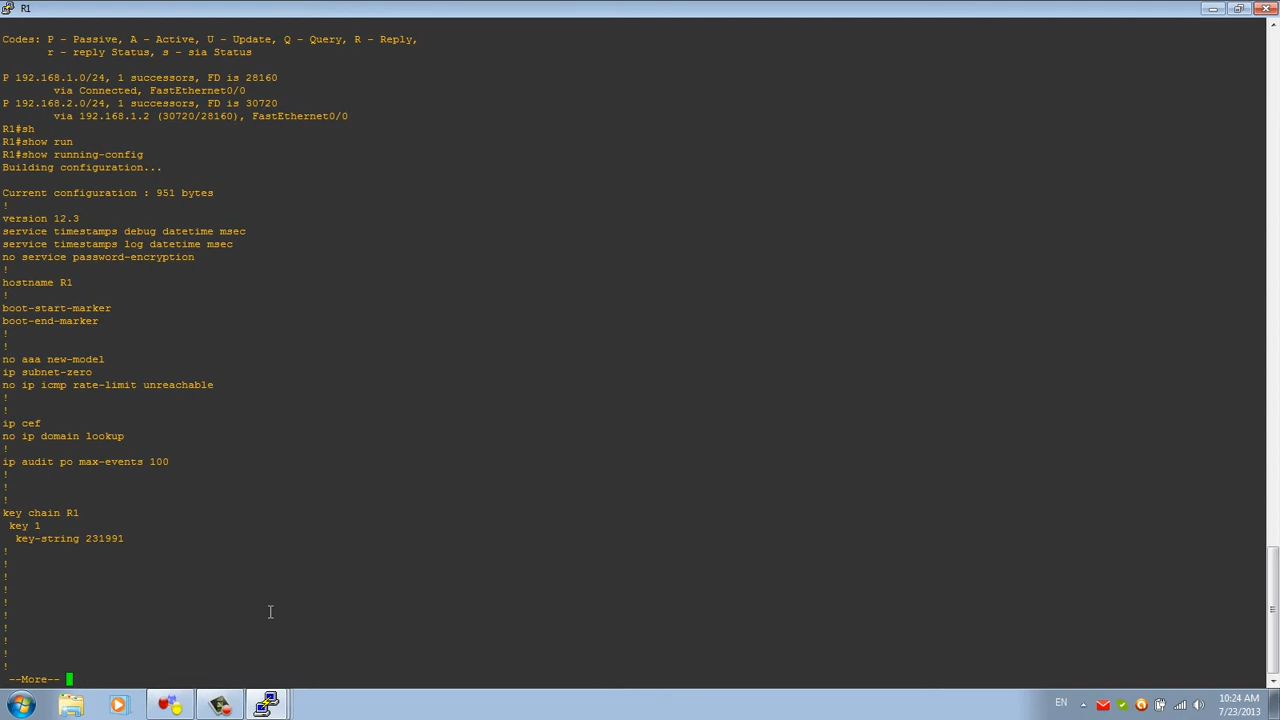 R1
Codes: P - Passive, A - Active, U - Update, Q - Query, R - Reply,
       r - reply Status, s - sia Status
P 192.168.1.0/24, 1 successors, FD is 28160
        via Connected, FastEthernet0/0
P 192.168.2.0/24, 1 successors, FD is 30720
        via 192.168.1.2 (30720/28160), FastEthernet0/0
R1#sh
R1#show run
R1#show running-config
Building configuration...
Current configuration : 951 bytes
!
version 12.3
service timestamps debug datetime msec
service timestamps log datetime msec
no service password-encryption
!
hostname R1
!
boot-start-marker
boot-end-marker
!
!
no aaa new-model
ip subnet-zero
no ip icmp rate-limit unreachable
!
!
ip cef
no ip domain lookup
!
ip audit po max-events 100
!
!
!
key chain R1
 key 1
  key-string 231991
!
!
!
!
!
!
!
!
!
!
 --More--
EN
10:24 AM
7/23/2013